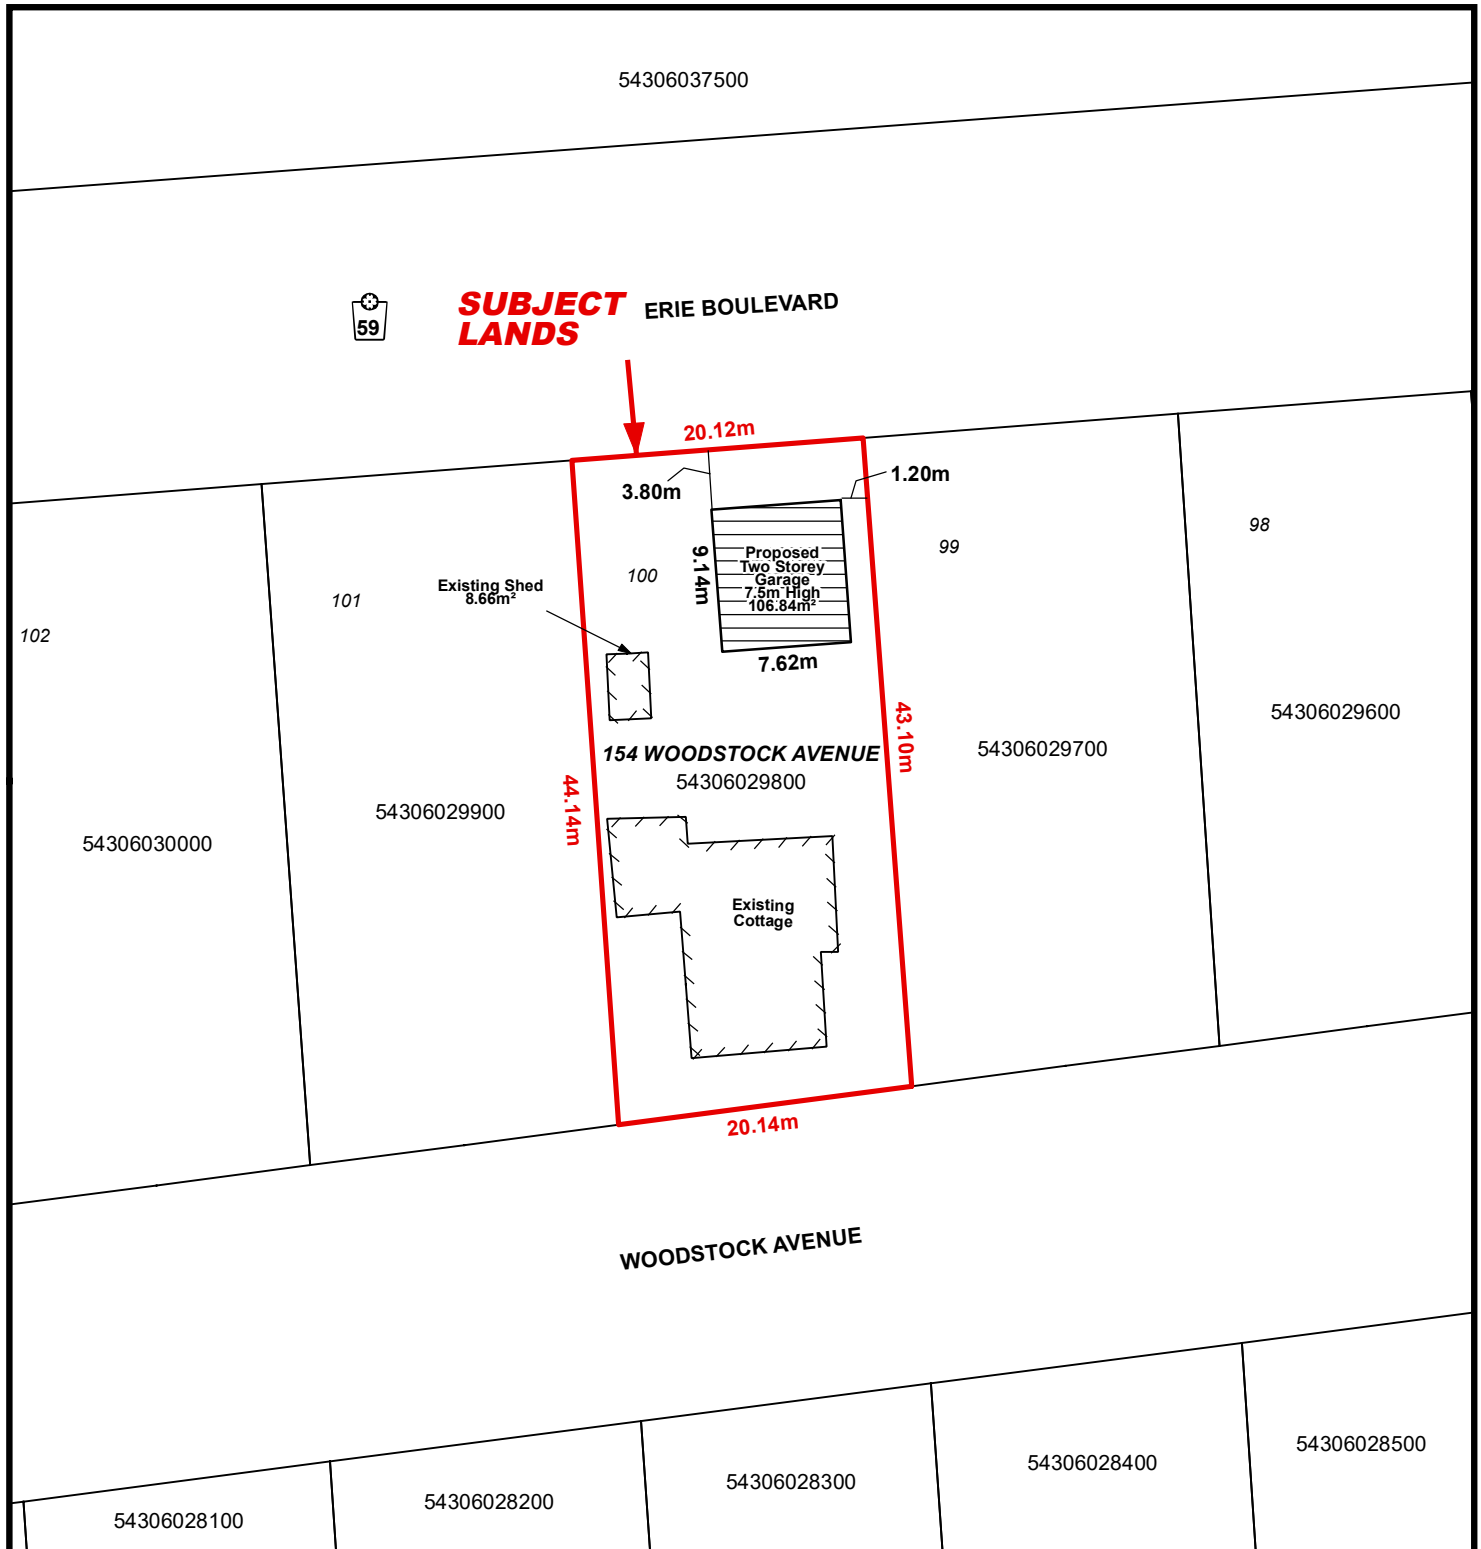 54306037500
59
SUBJECT
LANDS
ERIE BOULEVARD
20.12m
3.80m
1.20m
98
99
100
101
102
Existing Shed
8.66m²
9.14m
Proposed
Two Storey
Garage
7.5m High
106.84m²
7.62m
43.10m
44.14m
154 WOODSTOCK AVENUE
54306029800
54306029600
54306029700
54306029900
54306030000
Existing
Cottage
20.14m
WOODSTOCK AVENUE
54306028100
54306028200
54306028300
54306028400
54306028500